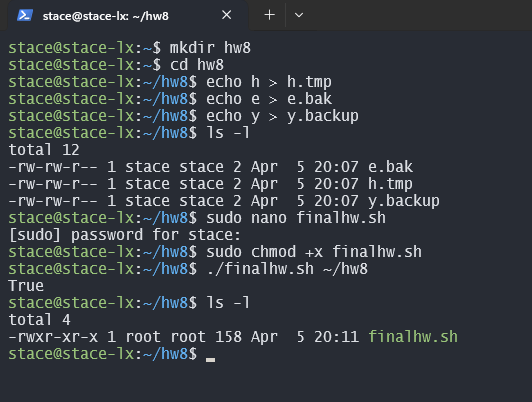 stace@stace-lx: ~/hw8
stace@stace-lx:~$ mkdir hw8
stace@stace-lx:~$ cd hw8
stace@stace-lx:~/hw8$ echo h > h.tmp
stace@stace-lx:~/hw8$ echo e > e.bak
stace@stace-lx:~/hw8$ echo y > y.backup
stace@stace-lx:~/hw8$ ls -l
total 12
-rw-rw-r-- 1 stace stace 2 Apr  5 20:07 e.bak
-rw-rw-r-- 1 stace stace 2 Apr  5 20:07 h.tmp
-rw-rw-r-- 1 stace stace 2 Apr  5 20:07 y.backup
stace@stace-lx:~/hw8$ sudo nano finalhw.sh
[sudo] password for stace:
stace@stace-lx:~/hw8$ sudo chmod +x finalhw.sh
stace@stace-lx:~/hw8$ ./finalhw.sh ~/hw8
True
stace@stace-lx:~/hw8$ ls -l
total 4
-rwxr-xr-x 1 root root 158 Apr  5 20:11 finalhw.sh
stace@stace-lx:~/hw8$